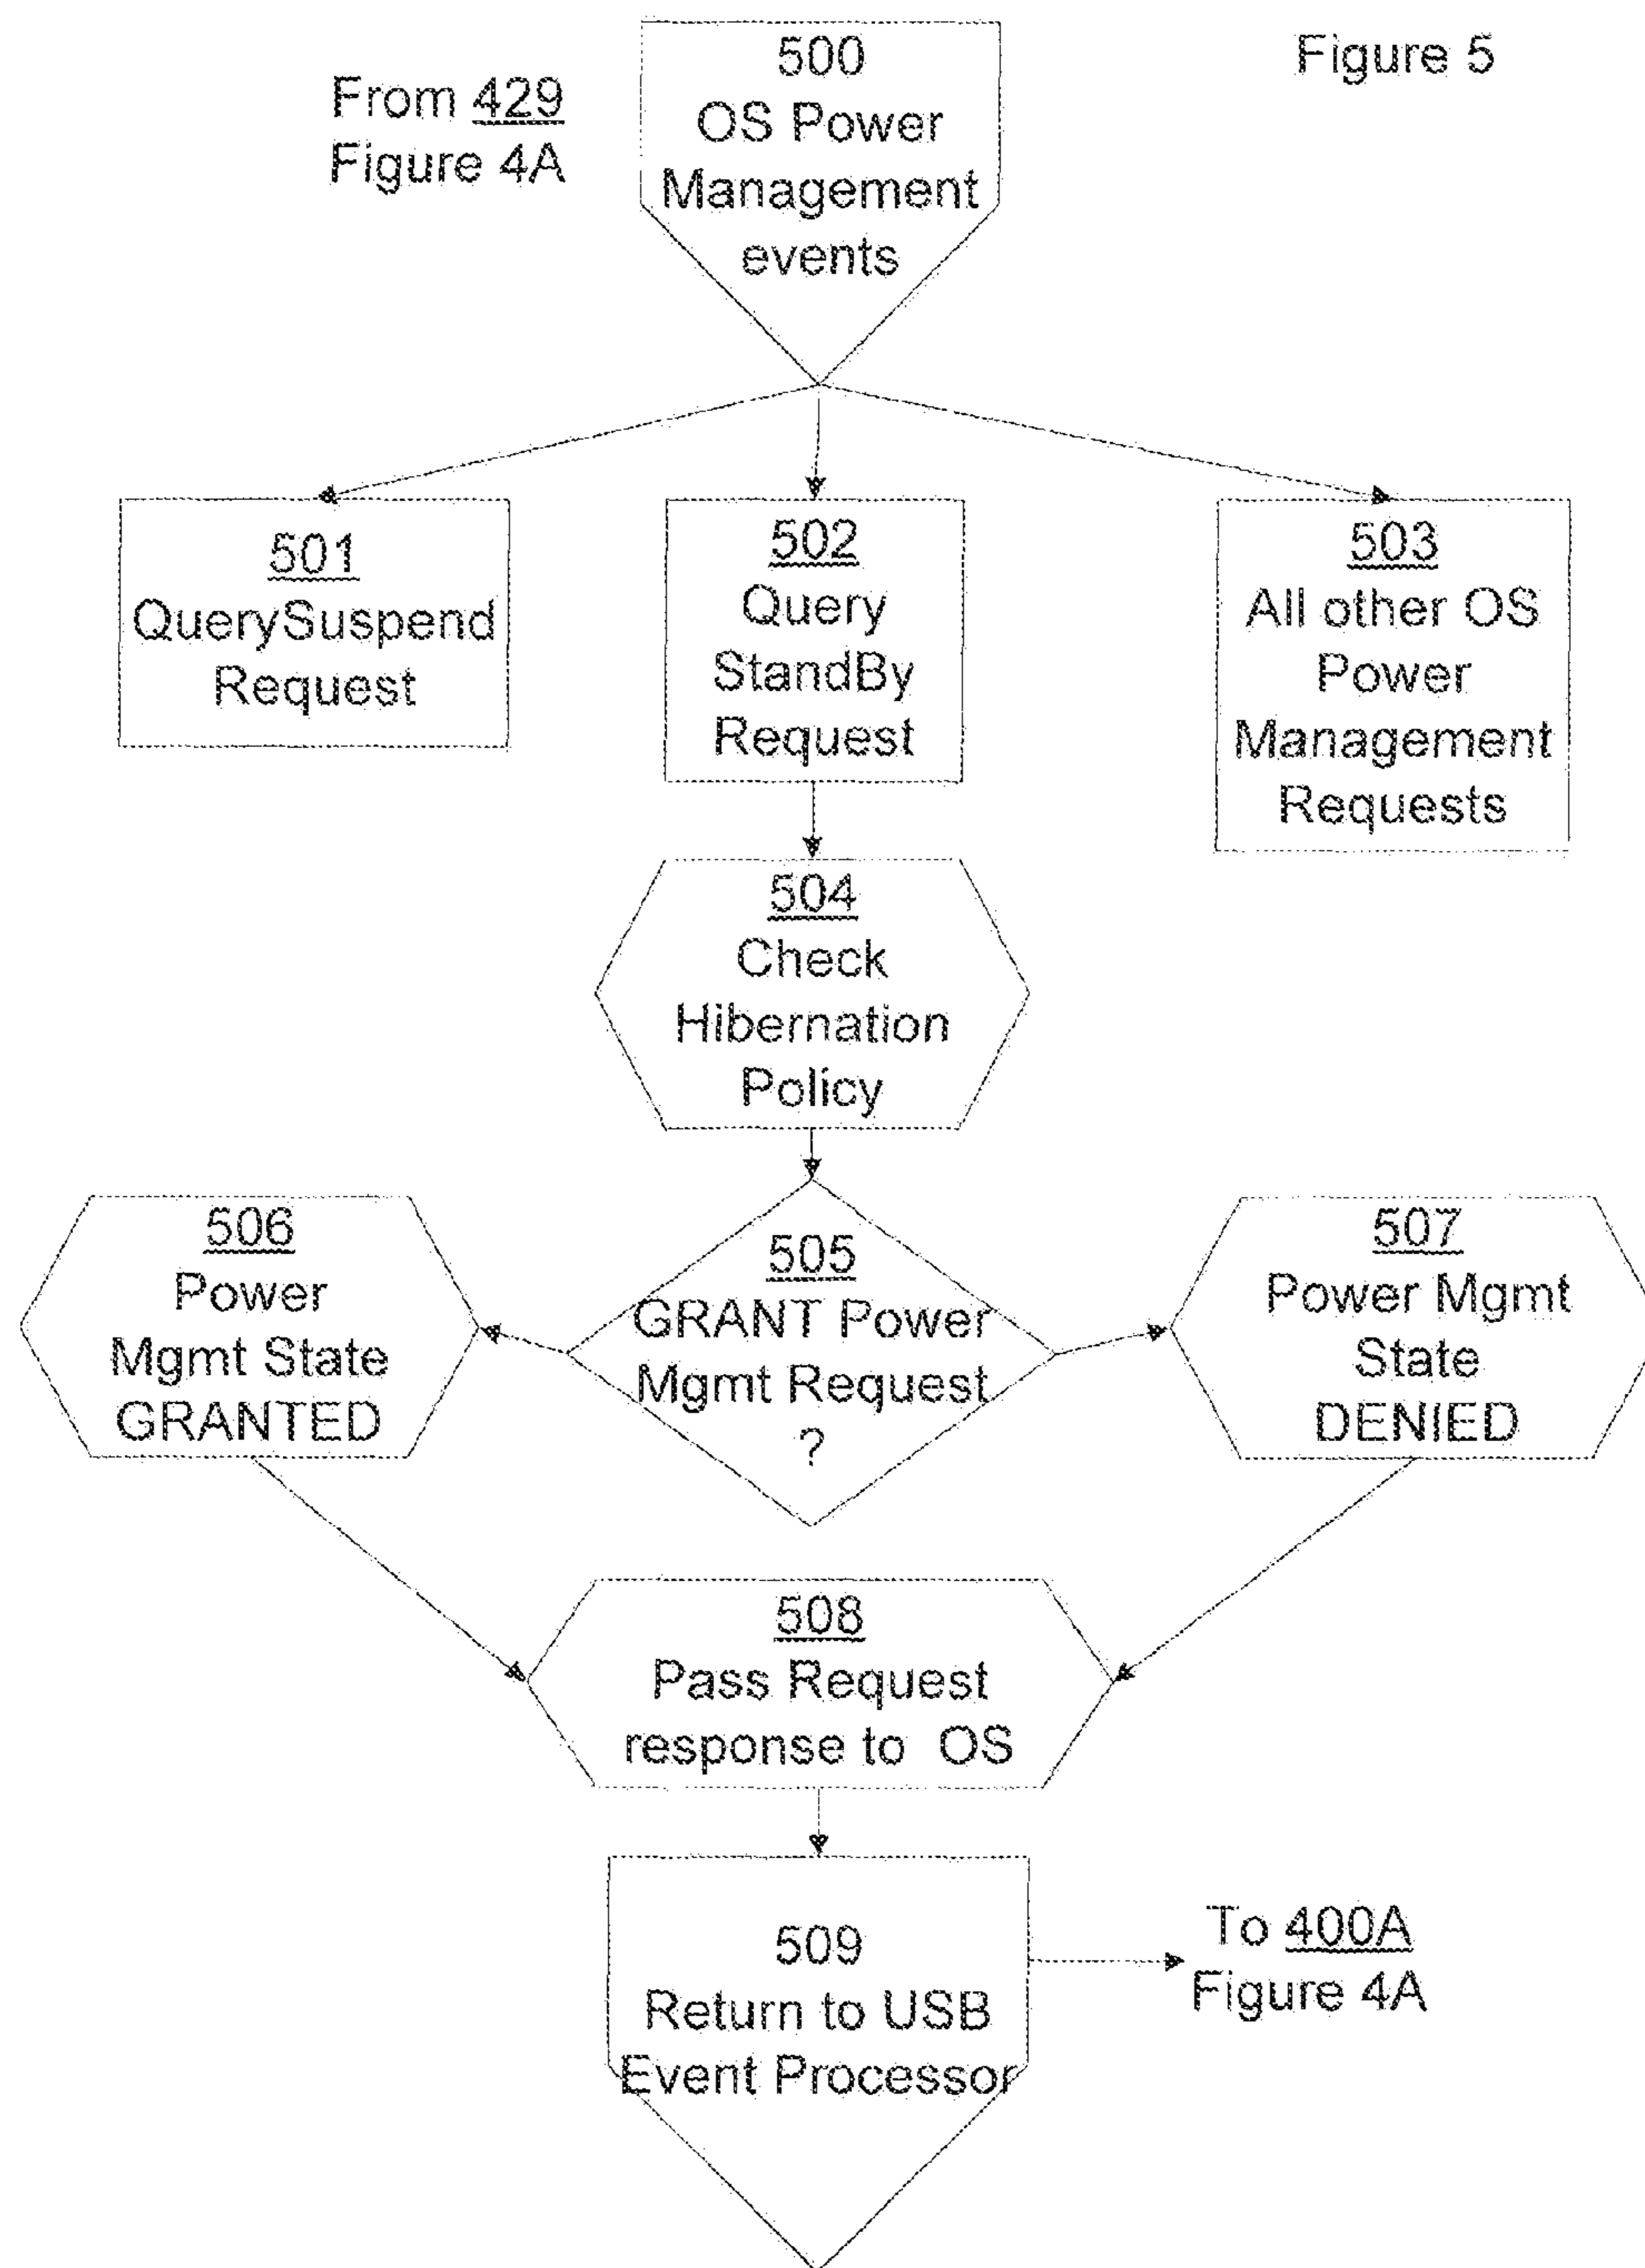 Figure 5
From 429
Figure 4A
500
OS Power
Management
events
501
QuerySuspend
Request
502
Query
StandBy
Request
503
All other OS
Power
Management
Requests
504
Check
Hibernation
Policy
505
GRANT Power
Mgmt Request
?
506
Power
Mgmt State
GRANTED
507
Power Mgmt
State
DENIED
508
Pass Request
response to OS
509
Return to USB
Event Processor
To 400A
Figure 4A